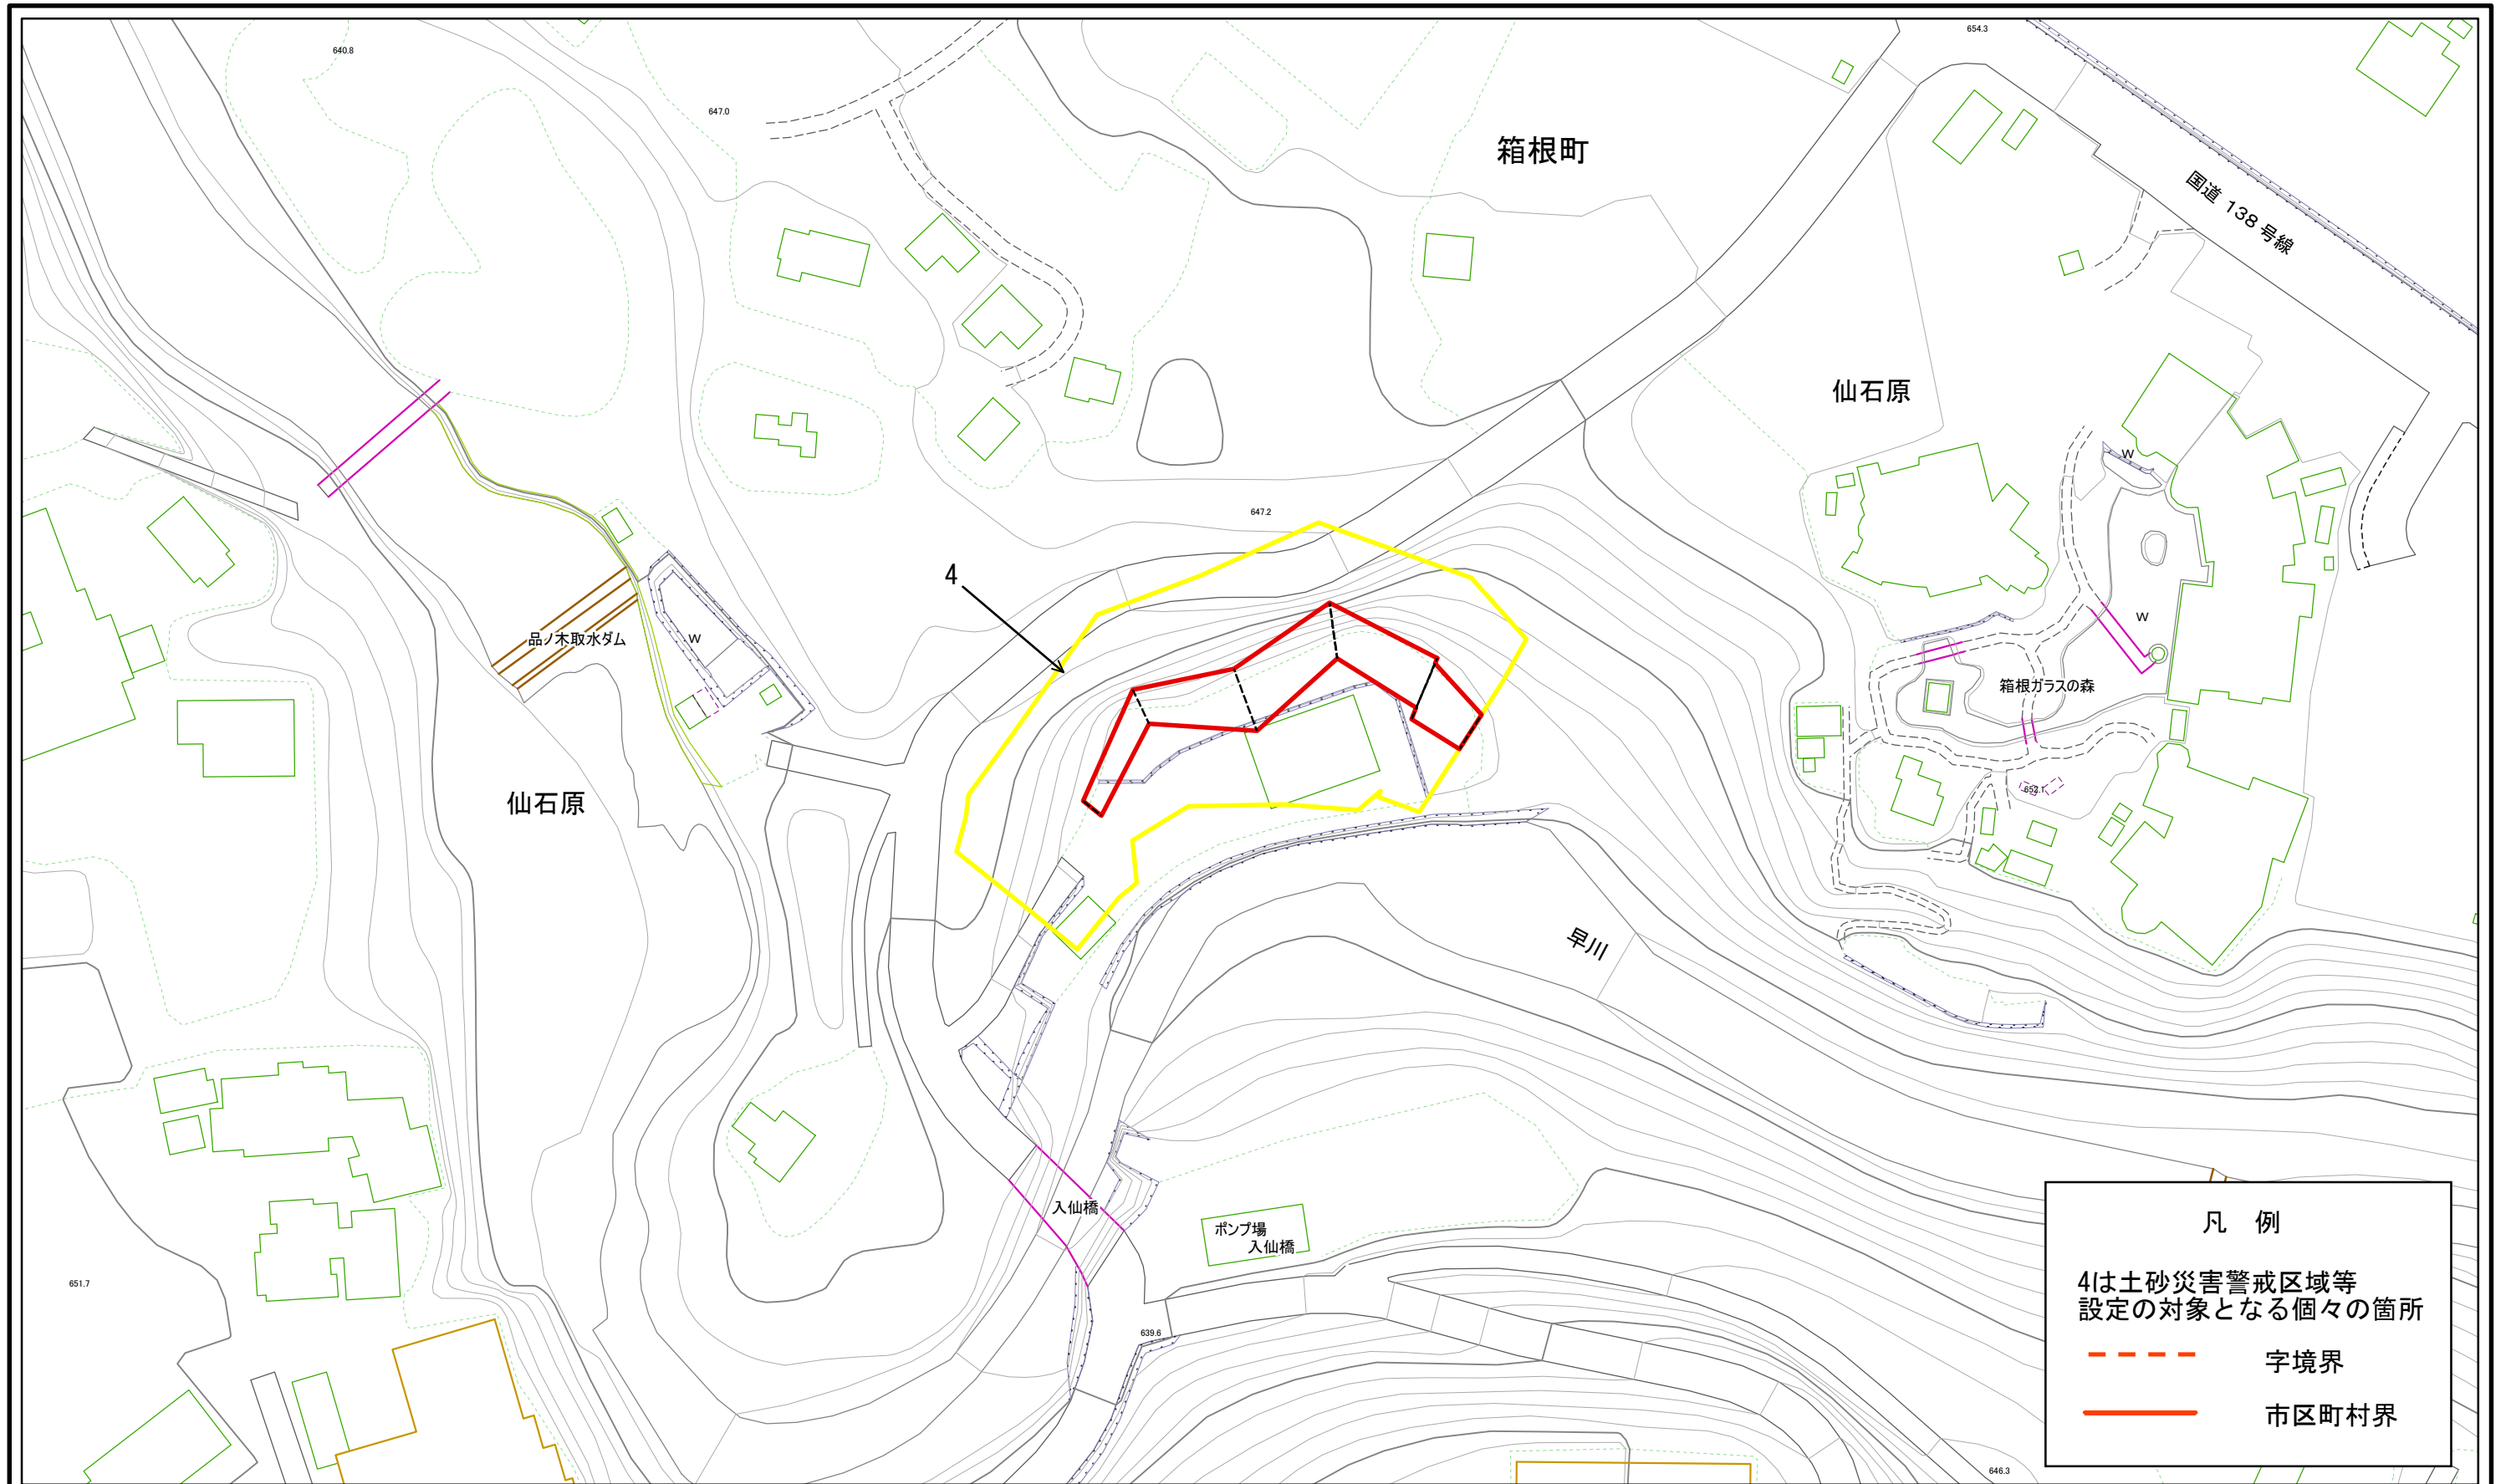 640.8
654.3
647.0
箱根町
国道 138 号線
仙石原
W
647.2
4
W
品ノ木取水ダム
W
箱根ガラスの森
652.1
仙石原
早川
入仙橋
ポンプ場
入仙橋
651.7
639.6
646.3
凡 例
4は土砂災害警戒区域等
設定の対象となる個々の箇所
字境界
市区町村界